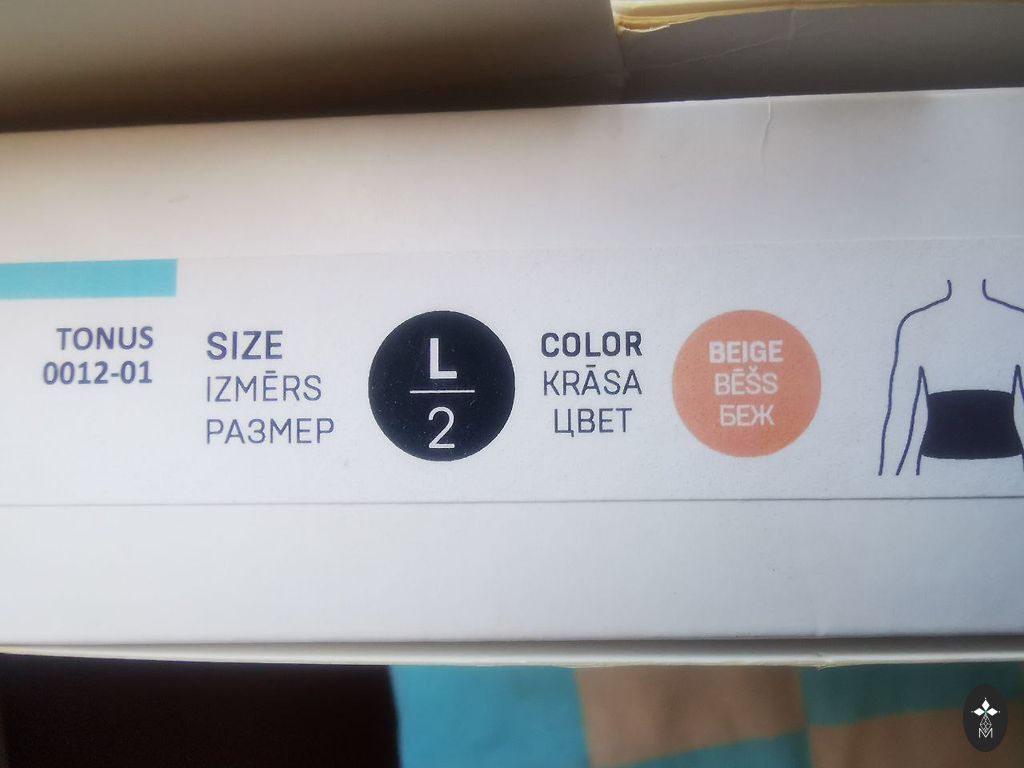 TONUS
0012-01
SIZE
IZMĒRS
РАЗМЕР
L
2
COLOR
KRĀSA
ЦВЕТ
BEIGE
BĒŠS
БЕЖ
M